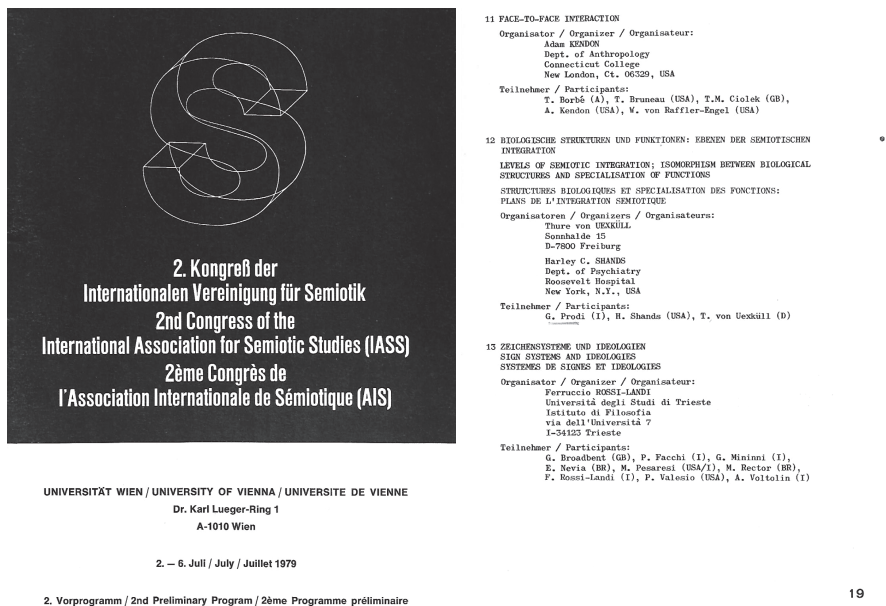 2. Kongreß der
Internationalen Vereinigung für Semiotik
2nd Congress of the
International Association for Semiotic Studies (IASS)
2ème Congrès de
l'Association Internationale de Sémiotique (AIS)
UNIVERSITÄT WIEN / UNIVERSITY OF VIENNA / UNIVERSITE DE VIENNE
Dr. Karl Lueger-Ring 1
A-1010 Wien
2. — 6. Juli / July / Juillet 1979
2. Vorprogramm / 2nd Preliminary Program / 2ème Programme préliminaire
11 FACE-TO-FACE INTERACTION
Organisator / Organizer / Organisateur:
Adam KENDON
Dept. of Anthropology
Connecticut College
New London, Ct. 06329, USA
Teilnehmer / Participants:
T. Borbé (A), T. Bruneau (USA), T.M. Ciolek (GB),
A. Kendon (USA), W. von Raffler-Engel (USA)
12 BIOLOGISCHE STRUKTUREN UND FUNKTIONEN: EBENEN DER SEMIOTISCHEN
INTEGRATION
LEVELS OF SEMIOTIC INTEGRATION; ISOMORPHISM BETWEEN BIOLOGICAL
STRUCTURES AND SPECIALISATION OF FUNCTIONS
STRUTCTURES BIOLOGIQUES ET SPECIALISATION DES FONCTIONS:
PLANS DE L'INTEGRATION SEMIOTIQUE
Organisatoren / Organizers / Organisateurs:
Thure von UEXKÜLL
Sonnhalde 15
D-7800 Freiburg
Harley C. SHANDS
Dept. of Psychiatry
Roosevelt Hospital
New York, N.Y., USA
Teilnehmer / Participants:
G. Prodi (I), H. Shands (USA), T. von Uexküll (D)
13 ZEICHENSYSTEME UND IDEOLOGIEN
SIGN SYSTEMS AND IDEOLOGIES
SYSTEMES DE SIGNES ET IDEOLOGIES
Organisator / Organizer / Organisateur:
Ferruccio ROSSI-LANDI
Università degli Studi di Trieste
Istituto di Filosofia
via dell'Università 7
I-34123 Trieste
Teilnehmer / Participants:
G. Broadbent (GB), P. Facchi (I), G. Mininni (I),
E. Nevia (BR), M. Pesaresi (USA/I), M. Rector (BR),
F. Rossi-Landi (I), P. Valesio (USA), A. Voltolin (I)
19